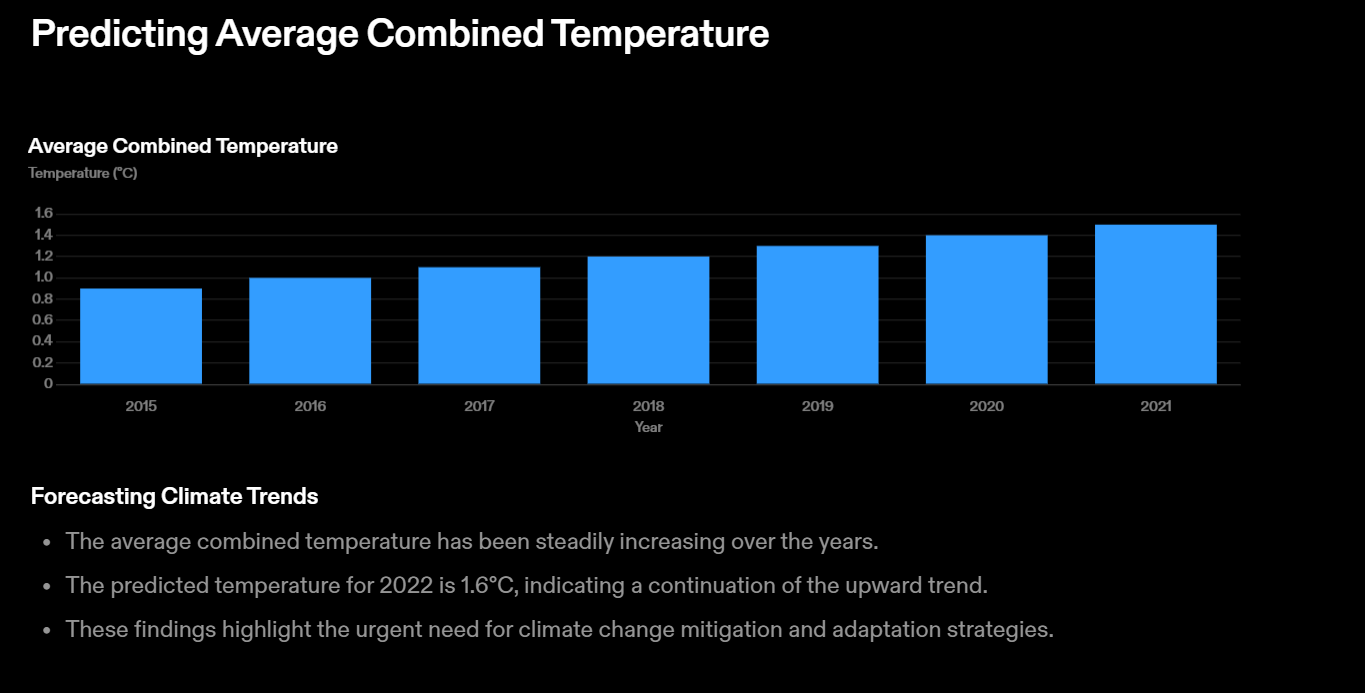 Predicting Average Combined Temperature
Average Combined Temperature
Temperature (°C)
1.6
1.4
1.2
1.0
0.8
0.6
0.4
0.2
0
2015 2016 2017 2018 2019 2020 2021
Year
Forecasting Climate Trends
• The average combined temperature has been steadily increasing over the years.
• The predicted temperature for 2022 is 1.6°C, indicating a continuation of the upward trend.
• These findings highlight the urgent need for climate change mitigation and adaptation strategies.